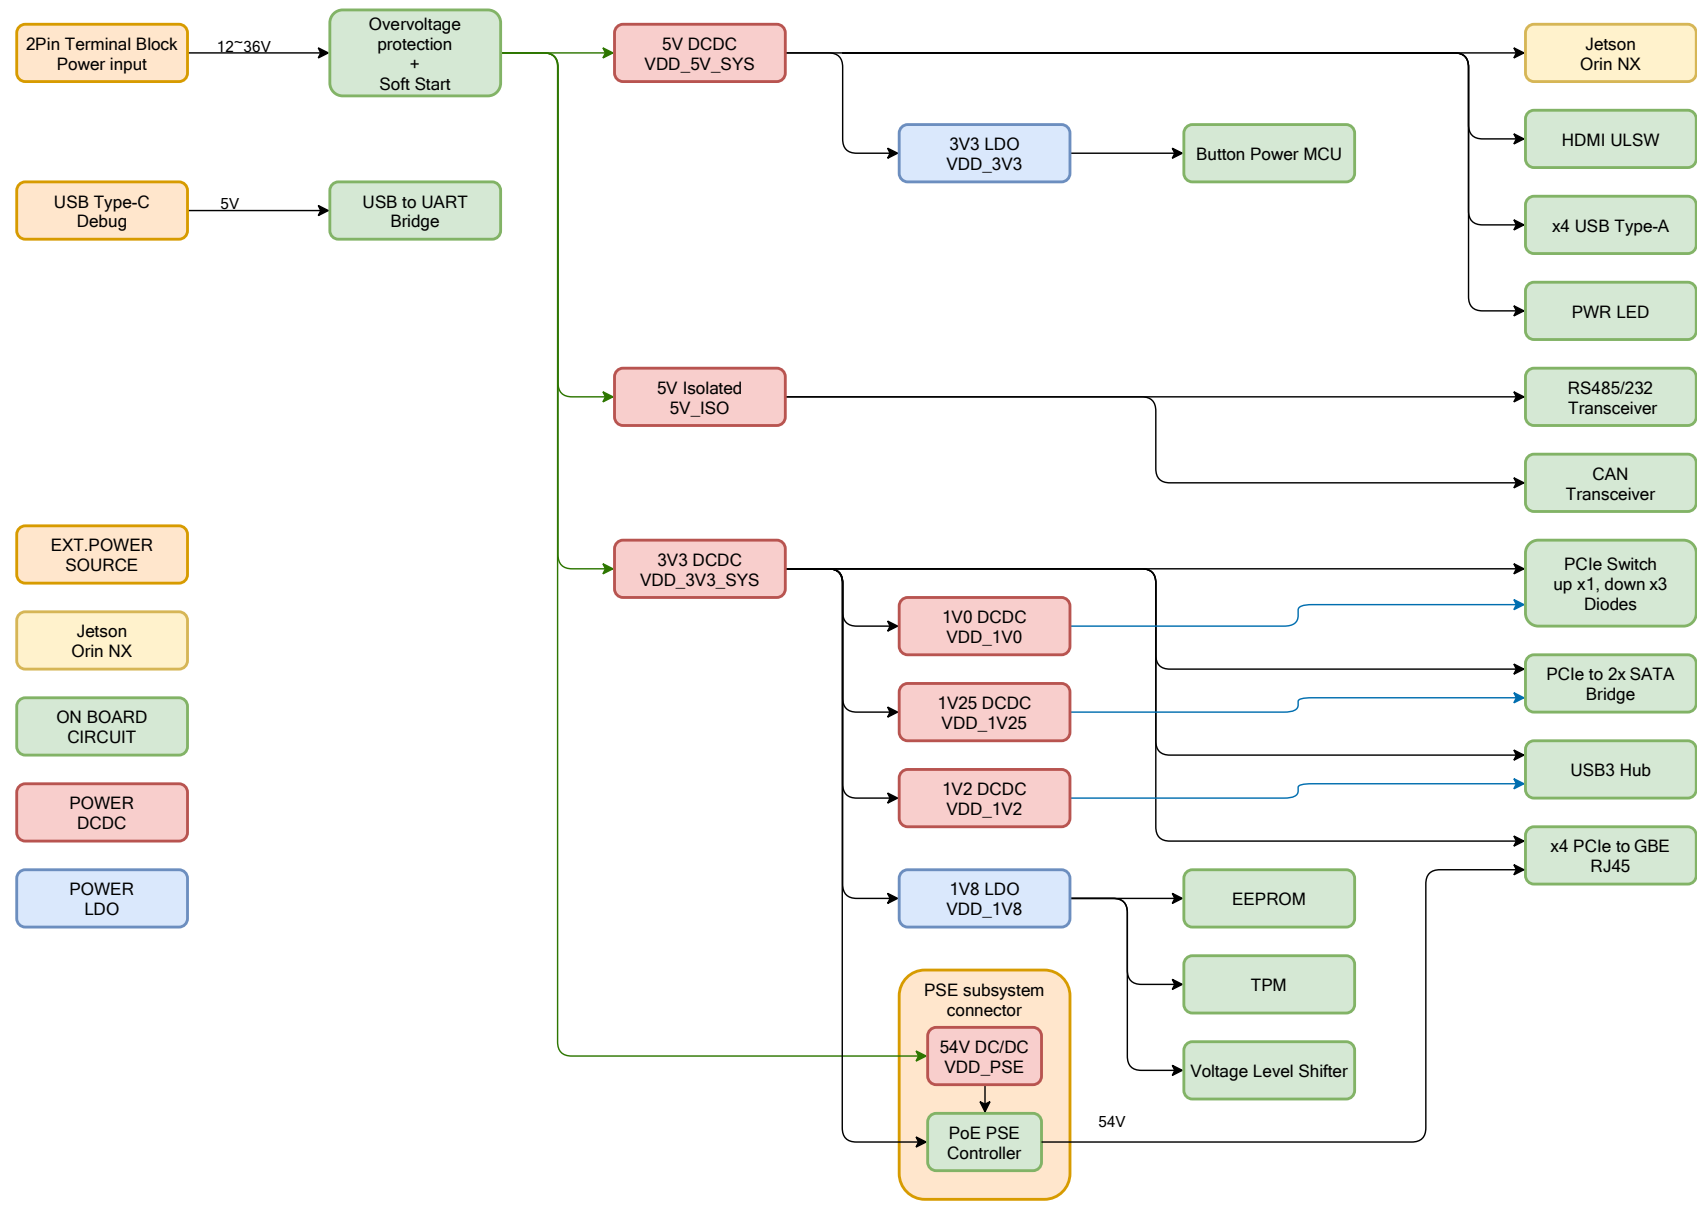 2Pin Terminal Block
Power input
12~36V
Overvoltage
protection
+
Soft Start
5V DCDC
VDD_5V_SYS
Jetson
Orin NX
HDMI ULSW
3V3 LDO
VDD_3V3
Button Power MCU
USB Type-C
Debug
5V
USB to UART
Bridge
x4 USB Type-A
PWR LED
5V Isolated
5V_ISO
RS485/232
Transceiver
CAN
Transceiver
EXT.POWER
SOURCE
3V3 DCDC
VDD_3V3_SYS
PCIe Switch
up x1, down x3
Diodes
Jetson
Orin NX
1V0 DCDC
VDD_1V0
PCIe to 2x SATA
Bridge
ON BOARD
CIRCUIT
1V25 DCDC
VDD_1V25
USB3 Hub
POWER
DCDC
1V2 DCDC
VDD_1V2
x4 PCIe to GBE
RJ45
POWER
LDO
1V8 LDO
VDD_1V8
EEPROM
TPM
PSE subsystem
connector
54V DC/DC
VDD_PSE
Voltage Level Shifter
PoE PSE
Controller
54V